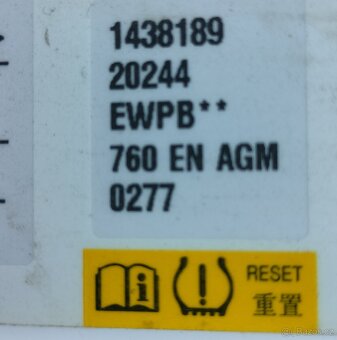 1438189
20244
EWPB**
760 EN AGM
0277
RESET
重置